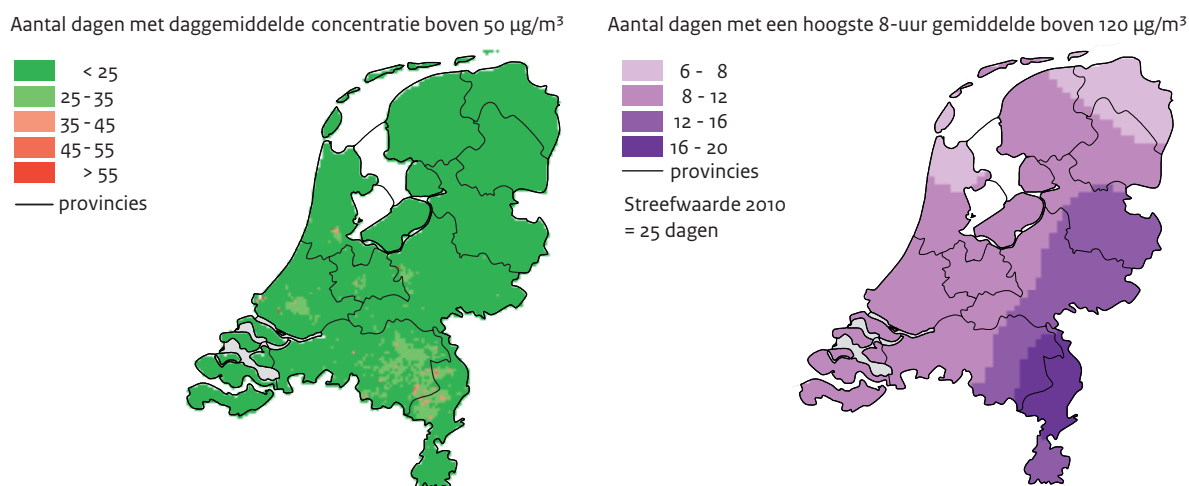 Aantal dagen met daggemiddelde concentratie boven 50 µg/m³
< 25
25 - 35
35 - 45
45 - 55
> 55
provincies
Aantal dagen met een hoogste 8-uur gemiddelde boven 120 µg/m³
6 - 8
8 - 12
12 - 16
16 - 20
provincies
Streefwaarde 2010
= 25 dagen